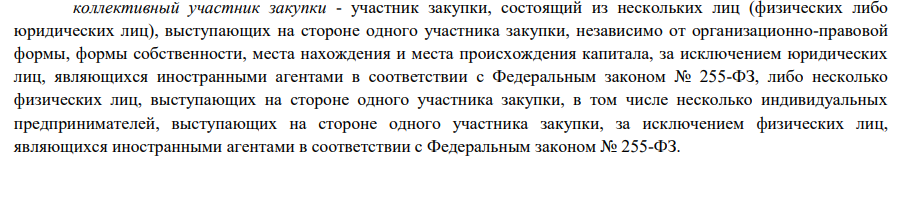 коллективный участник закупки - участник закупки, состоящий из нескольких лиц (физических либо
юридических лиц), выступающих на стороне одного участника закупки, независимо от организационно-правовой
формы, формы собственности, места нахождения и места происхождения капитала, за исключением юридических
лиц, являющихся иностранными агентами в соответствии с Федеральным законом № 255-ФЗ, либо несколько
физических лиц, выступающих на стороне одного участника закупки, в том числе несколько индивидуальных
предпринимателей, выступающих на стороне одного участника закупки, за исключением физических лиц,
являющихся иностранными агентами в соответствии с Федеральным законом № 255-ФЗ.